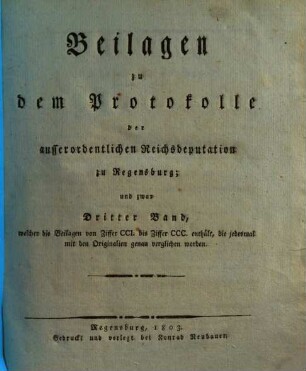 Beilagen
zu
dem Protokolle
der
ausserordentlichen Reichsdeputation
zu Regensburg;
und zwar
Dritter Band,
welcher die Beilagen von Ziffer CCI. bis Ziffer CCC. enthält, die jedesmal
mit den Originalien genau verglichen worden.
Regensburg, 1803.
Gedruckt und verlegt bei Konrad Neubauer.